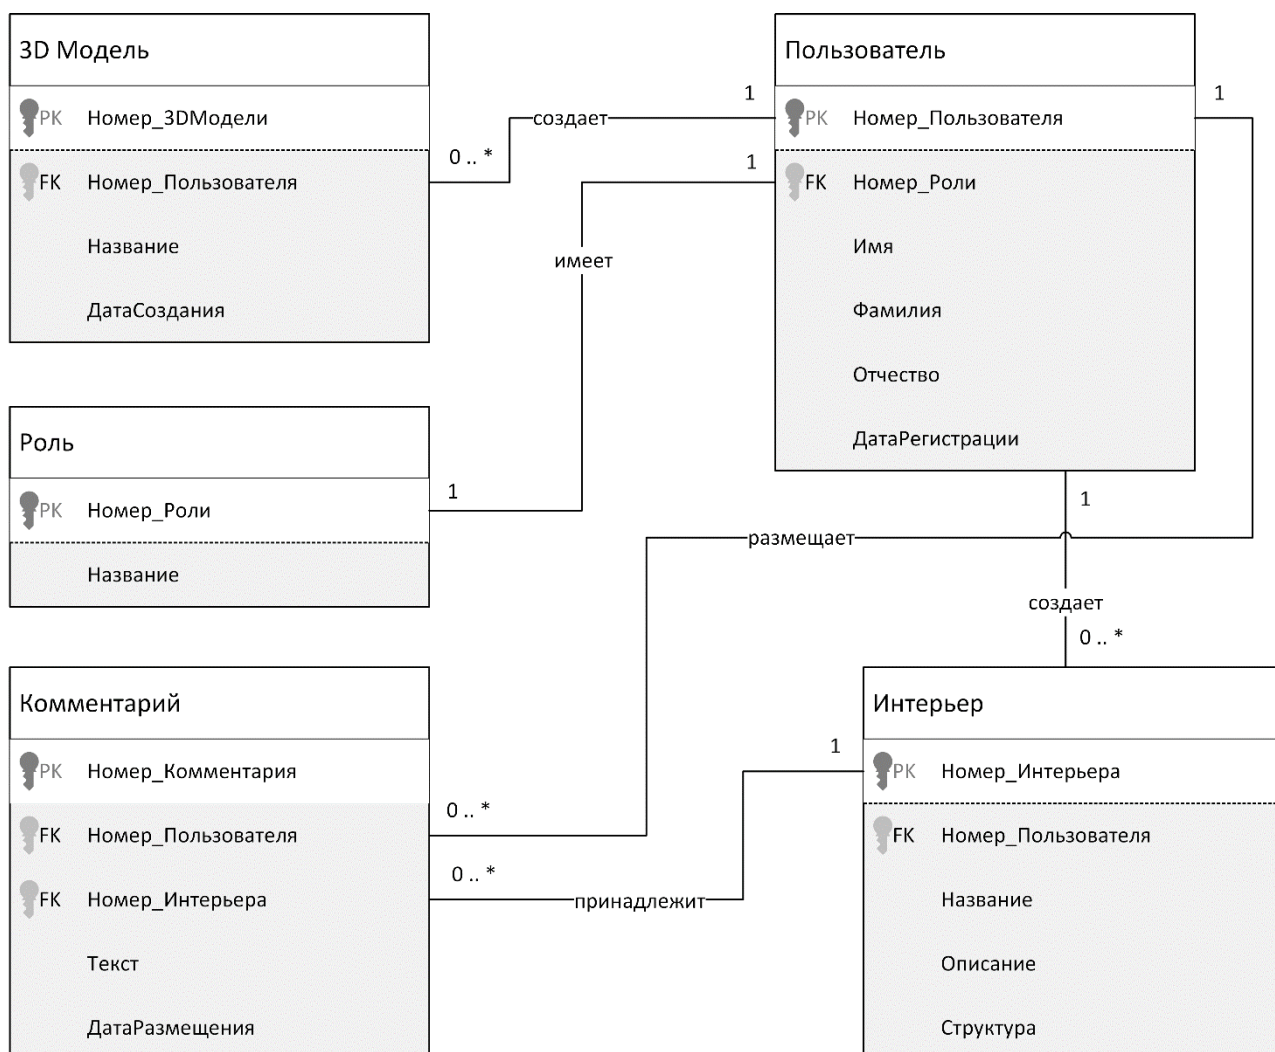 3D Модель
PK Номер_3DМодели
FK Номер_Пользователя
Название
ДатаСоздания
0 .. *
создает
1
Пользователь
PK Номер_Пользователя
FK Номер_Роли
Имя
Фамилия
Отчество
ДатаРегистрации
1
1
имеет
Роль
PK Номер_Роли
Название
1
размещает
1
создает
0 .. *
Комментарий
PK Номер_Комментария
FK Номер_Пользователя
FK Номер_Интерьера
Текст
ДатаРазмещения
0 .. *
0 .. *
принадлежит
1
Интерьер
PK Номер_Интерьера
FK Номер_Пользователя
Название
Описание
Структура